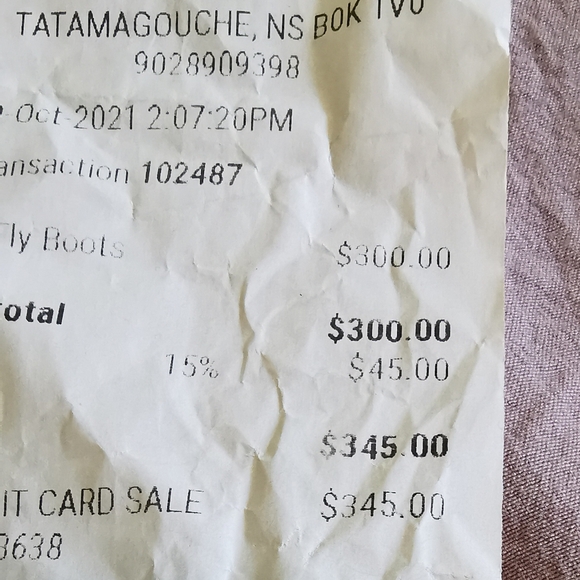 TATAMAGOUCHE, NS B0K 1V0
9028909398
Oct-2021 2:07:20PM
ansaction 102487
Fly Boots $300.00
total $300.00
15% $45.00
$345.00
IT CARD SALE $345.00
3638